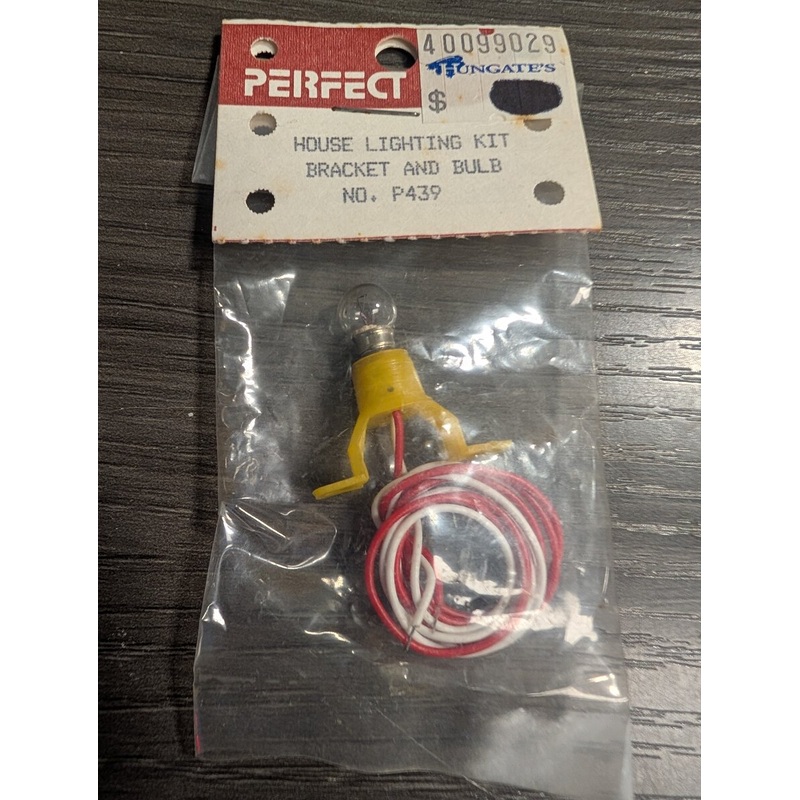 40099029
HUNGATE'S
PERFECT
$
HOUSE LIGHTING KIT
BRACKET AND BULB
NO. P439